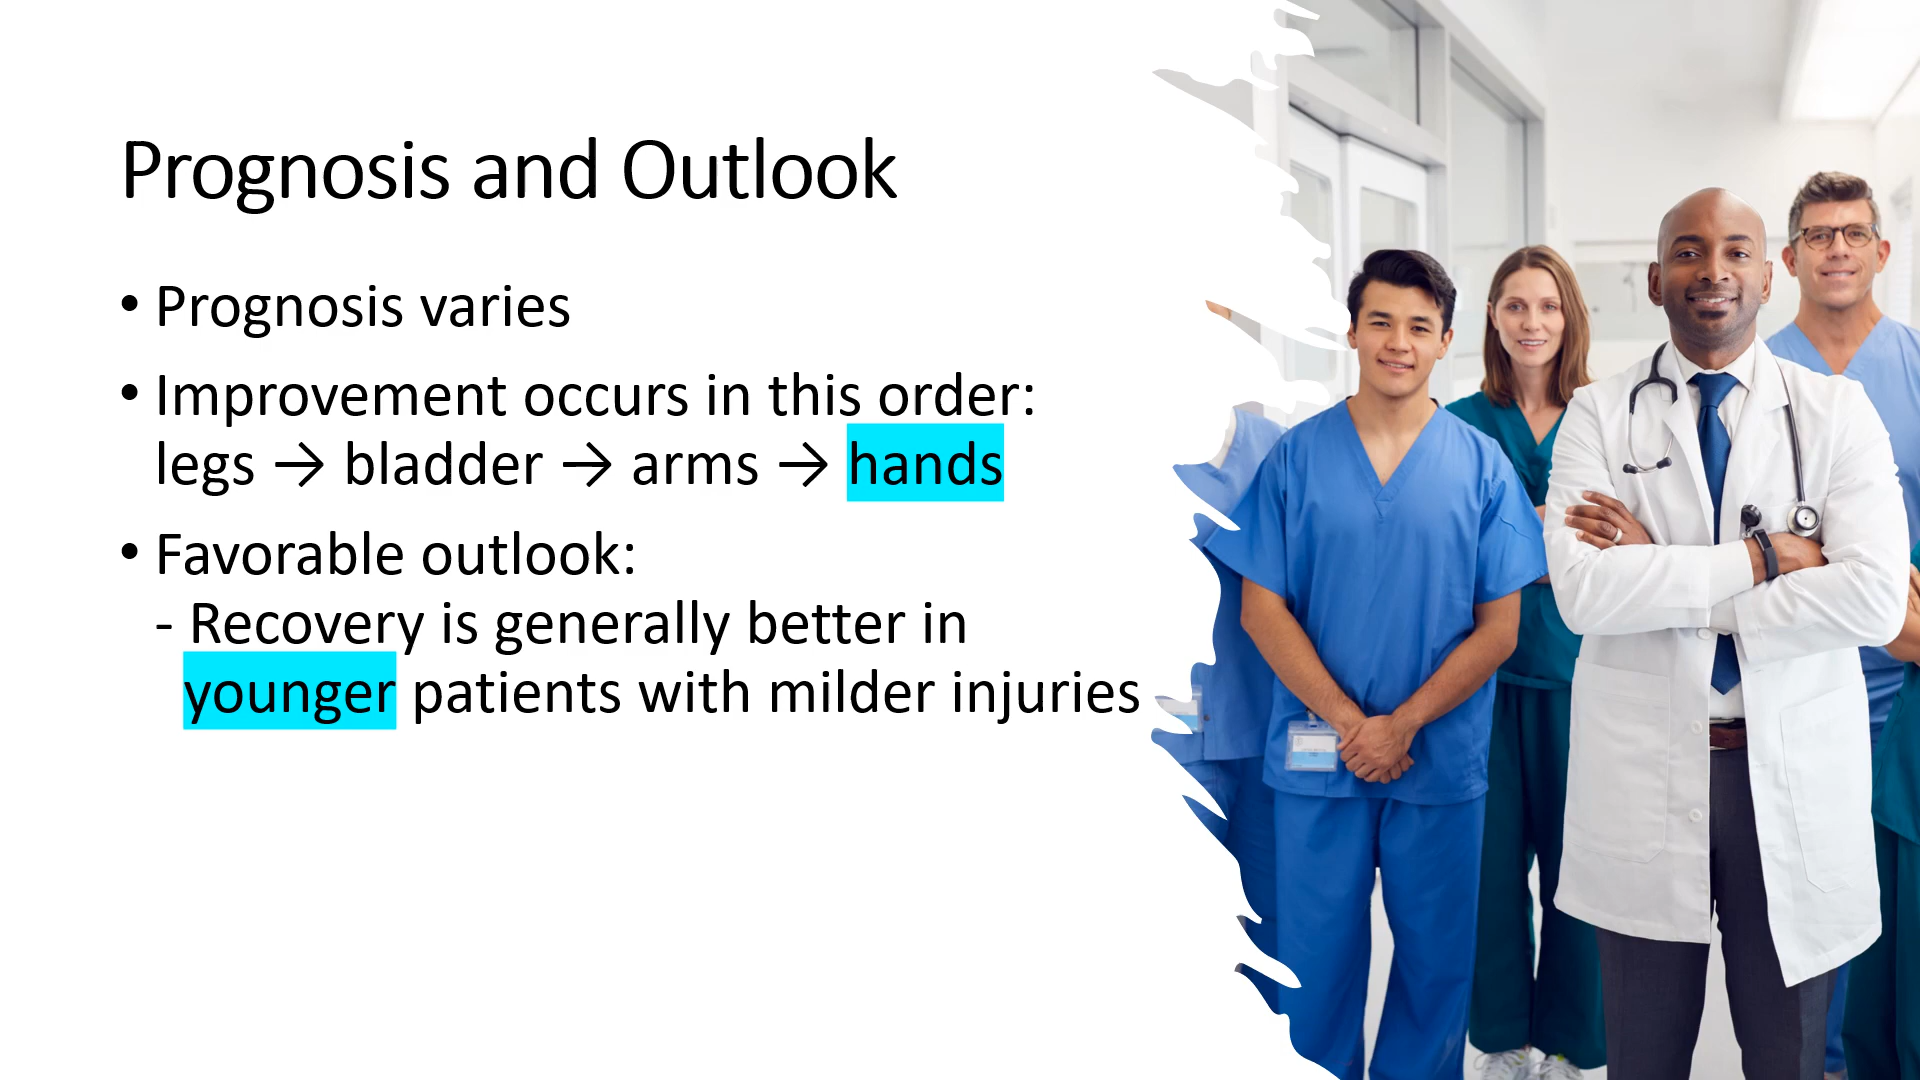 Prognosis and Outlook
• Prognosis varies
• Improvement occurs in this order:
legs → bladder → arms → hands
• Favorable outlook:
- Recovery is generally better in
younger patients with milder injuries